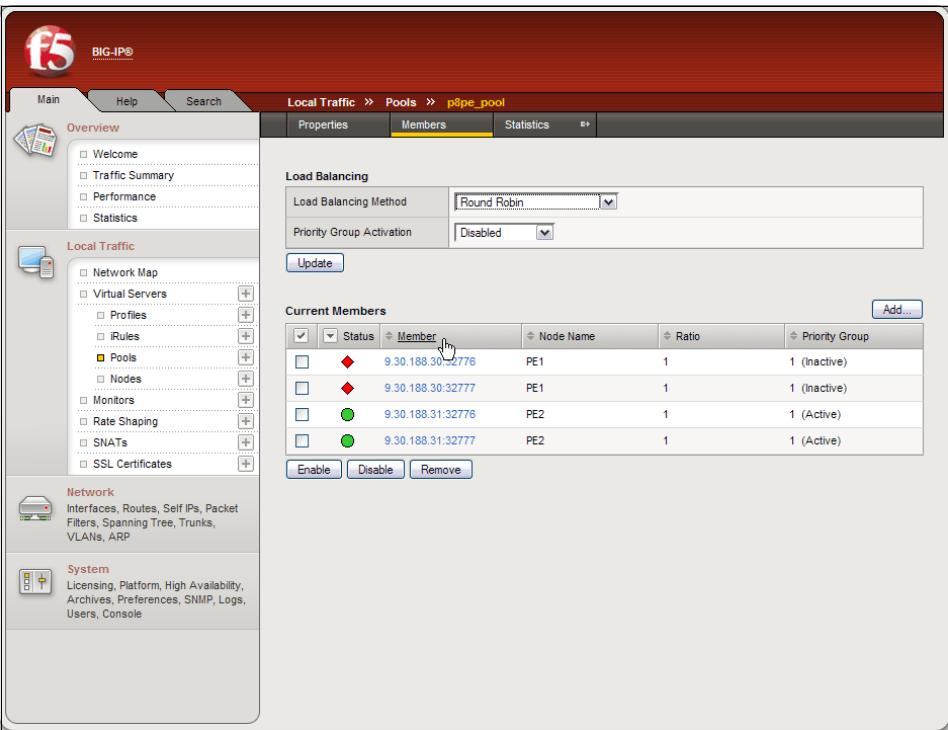 f5
BIG-IP®
Main Help Search
Local Traffic » Pools » p8pe_pool
Properties Members Statistics
Overview
Welcome
Traffic Summary
Performance
Statistics
Local Traffic
Network Map
Virtual Servers
Profiles
iRules
Pools
Nodes
Monitors
Rate Shaping
SNATs
SSL Certificates
Network
Interfaces, Routes, Self IPs, Packet
Filters, Spanning Tree, Trunks,
VLANs, ARP
System
Licensing, Platform, High Availability,
Archives, Preferences, SNMP, Logs,
Users, Console
Load Balancing
Load Balancing Method Round Robin
Priority Group Activation Disabled
Update
Current Members Add...
Status Member Node Name Ratio Priority Group
9.30.188.30:32776 PE1 1 1 (Inactive)
9.30.188.30:32777 PE1 1 1 (Inactive)
9.30.188.31:32776 PE2 1 1 (Active)
9.30.188.31:32777 PE2 1 1 (Active)
Enable Disable Remove